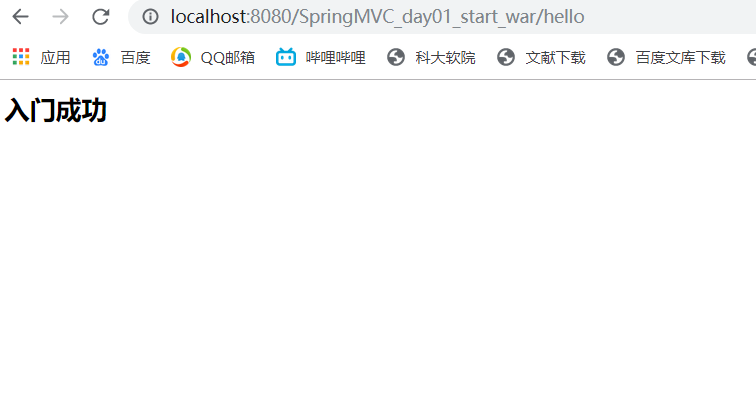 localhost:8080/SpringMVC_day01_start_war/hello
应用 百度 QQ邮箱 哔哩哔哩 科大软院 文献下载 百度文库下载
入门成功